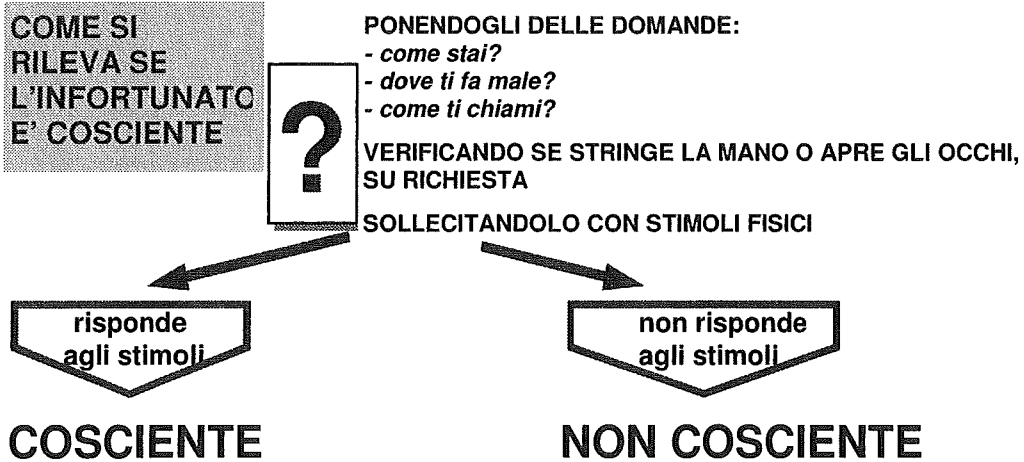 COME SI
RILEVA SE
L'INFORTUNATO
E' COSCIENTE
?
PONENDOGLI DELLE DOMANDE:
- come stai?
- dove ti fa male?
- come ti chiami?
VERIFICANDO SE STRINGE LA MANO O APRE GLI OCCHI,
SU RICHIESTA
SOLLECITANDOLO CON STIMOLI FISICI
risponde
agli stimoli
COSCIENTE
non risponde
agli stimoli
NON COSCIENTE